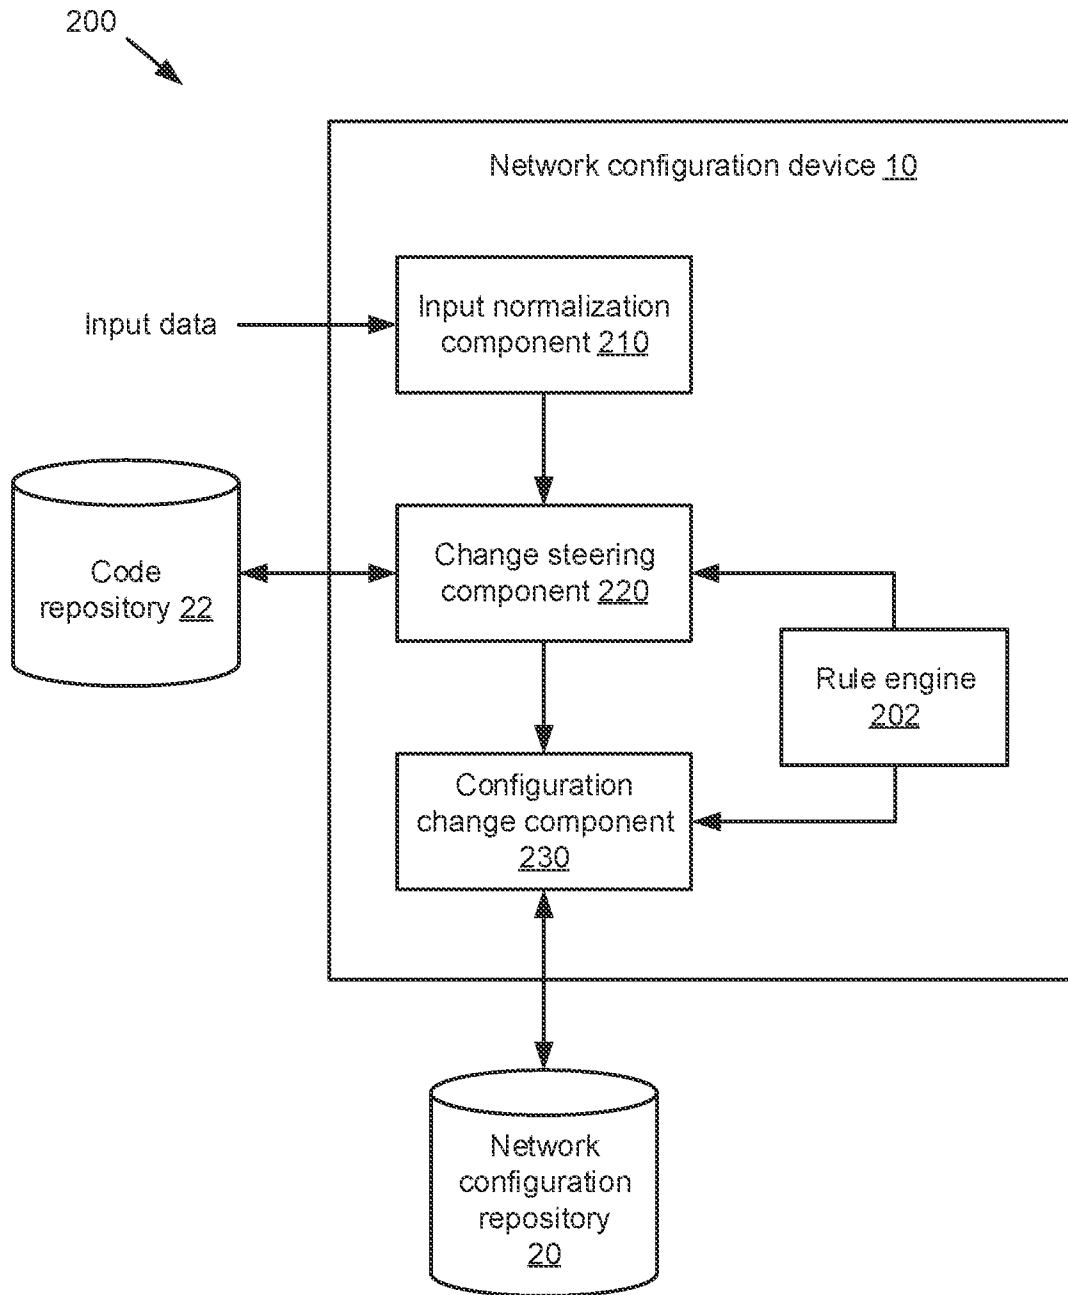 200
Network configuration device 10
Input data
Input normalization
component 210
Code
repository 22
Change steering
component 220
Rule engine
202
Configuration
change component
230
Network
configuration
repository
20